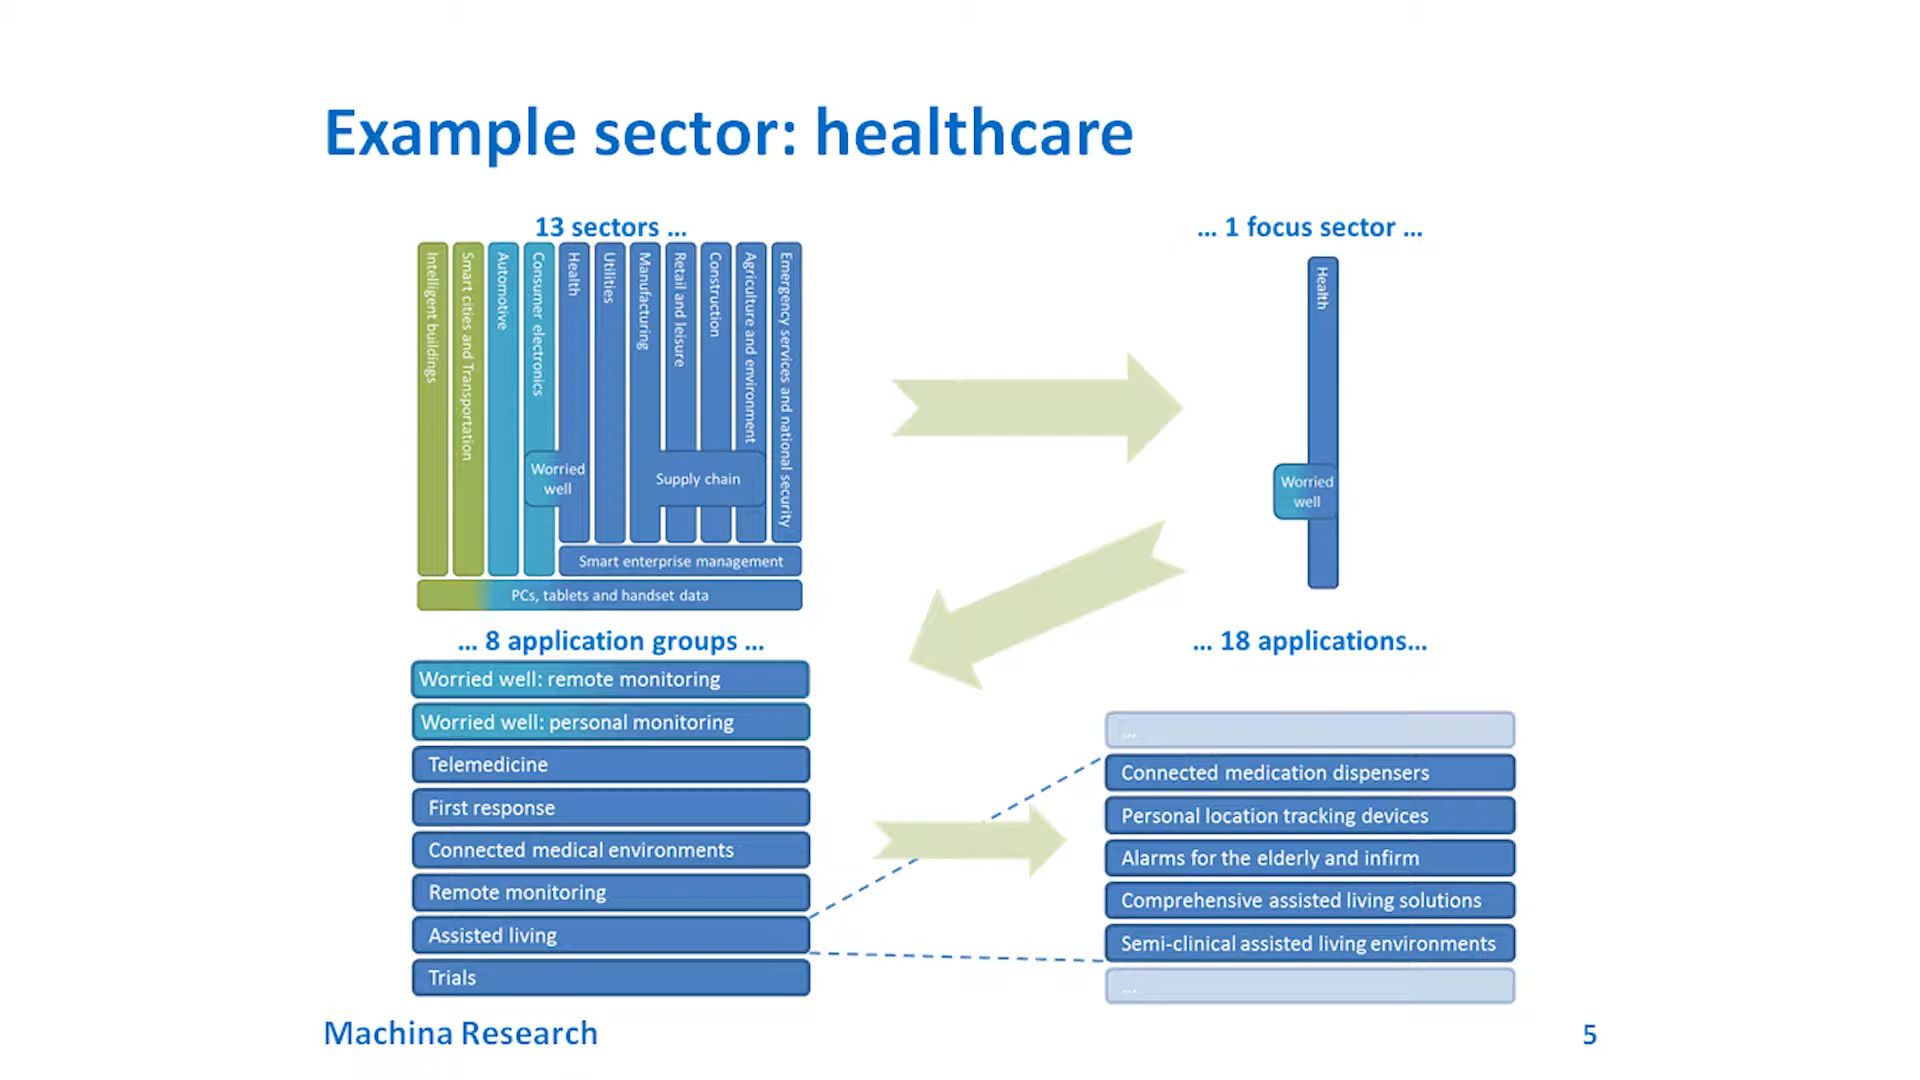 Example sector: healthcare
13 sectors ...
Intelligent buildings
Smart cities and Transportation
Automotive
Consumer electronics
Health
Utilities
Manufacturing
Retail and leisure
Construction
Agriculture and environment
Emergency services and national security
Worried
well
Supply chain
Smart enterprise management
PCs, tablets and handset data
... 1 focus sector ...
Health
Worried
well
... 8 application groups ...
Worried well: remote monitoring
Worried well: personal monitoring
Telemedicine
First response
Connected medical environments
Remote monitoring
Assisted living
Trials
... 18 applications...
...
Connected medication dispensers
Personal location tracking devices
Alarms for the elderly and infirm
Comprehensive assisted living solutions
Semi-clinical assisted living environments
...
Machina Research
5